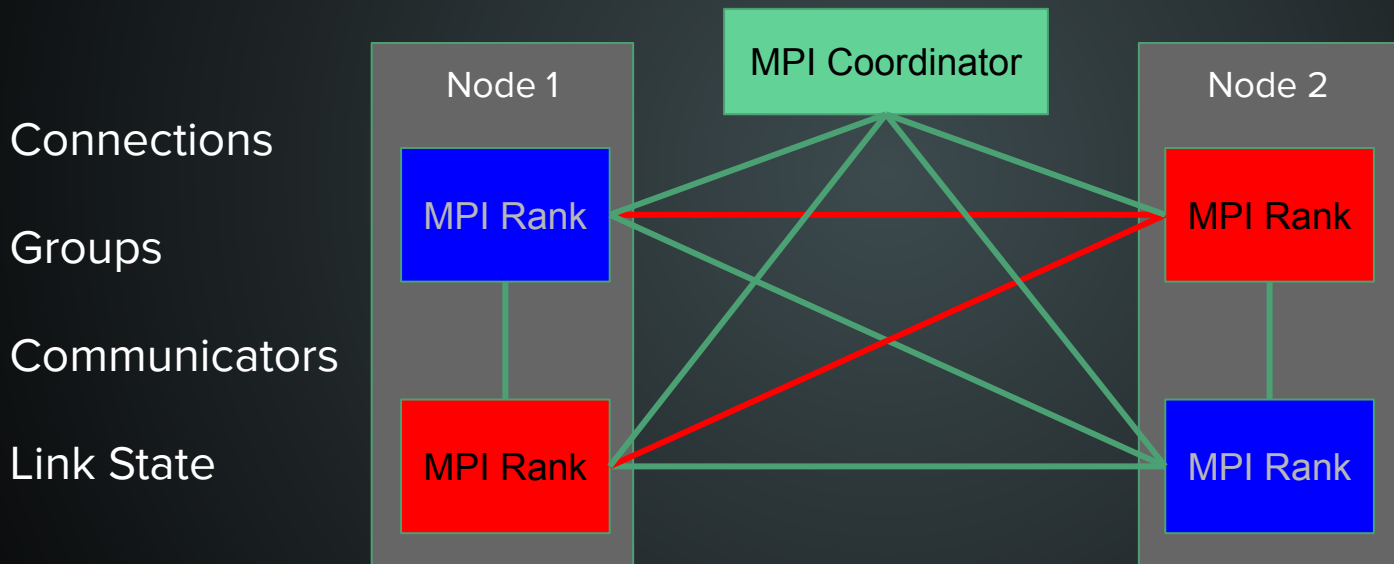 MPI Coordinator
Node 1
Node 2
Connections
Groups
Communicators
Link State
MPI Rank
MPI Rank
MPI Rank
MPI Rank